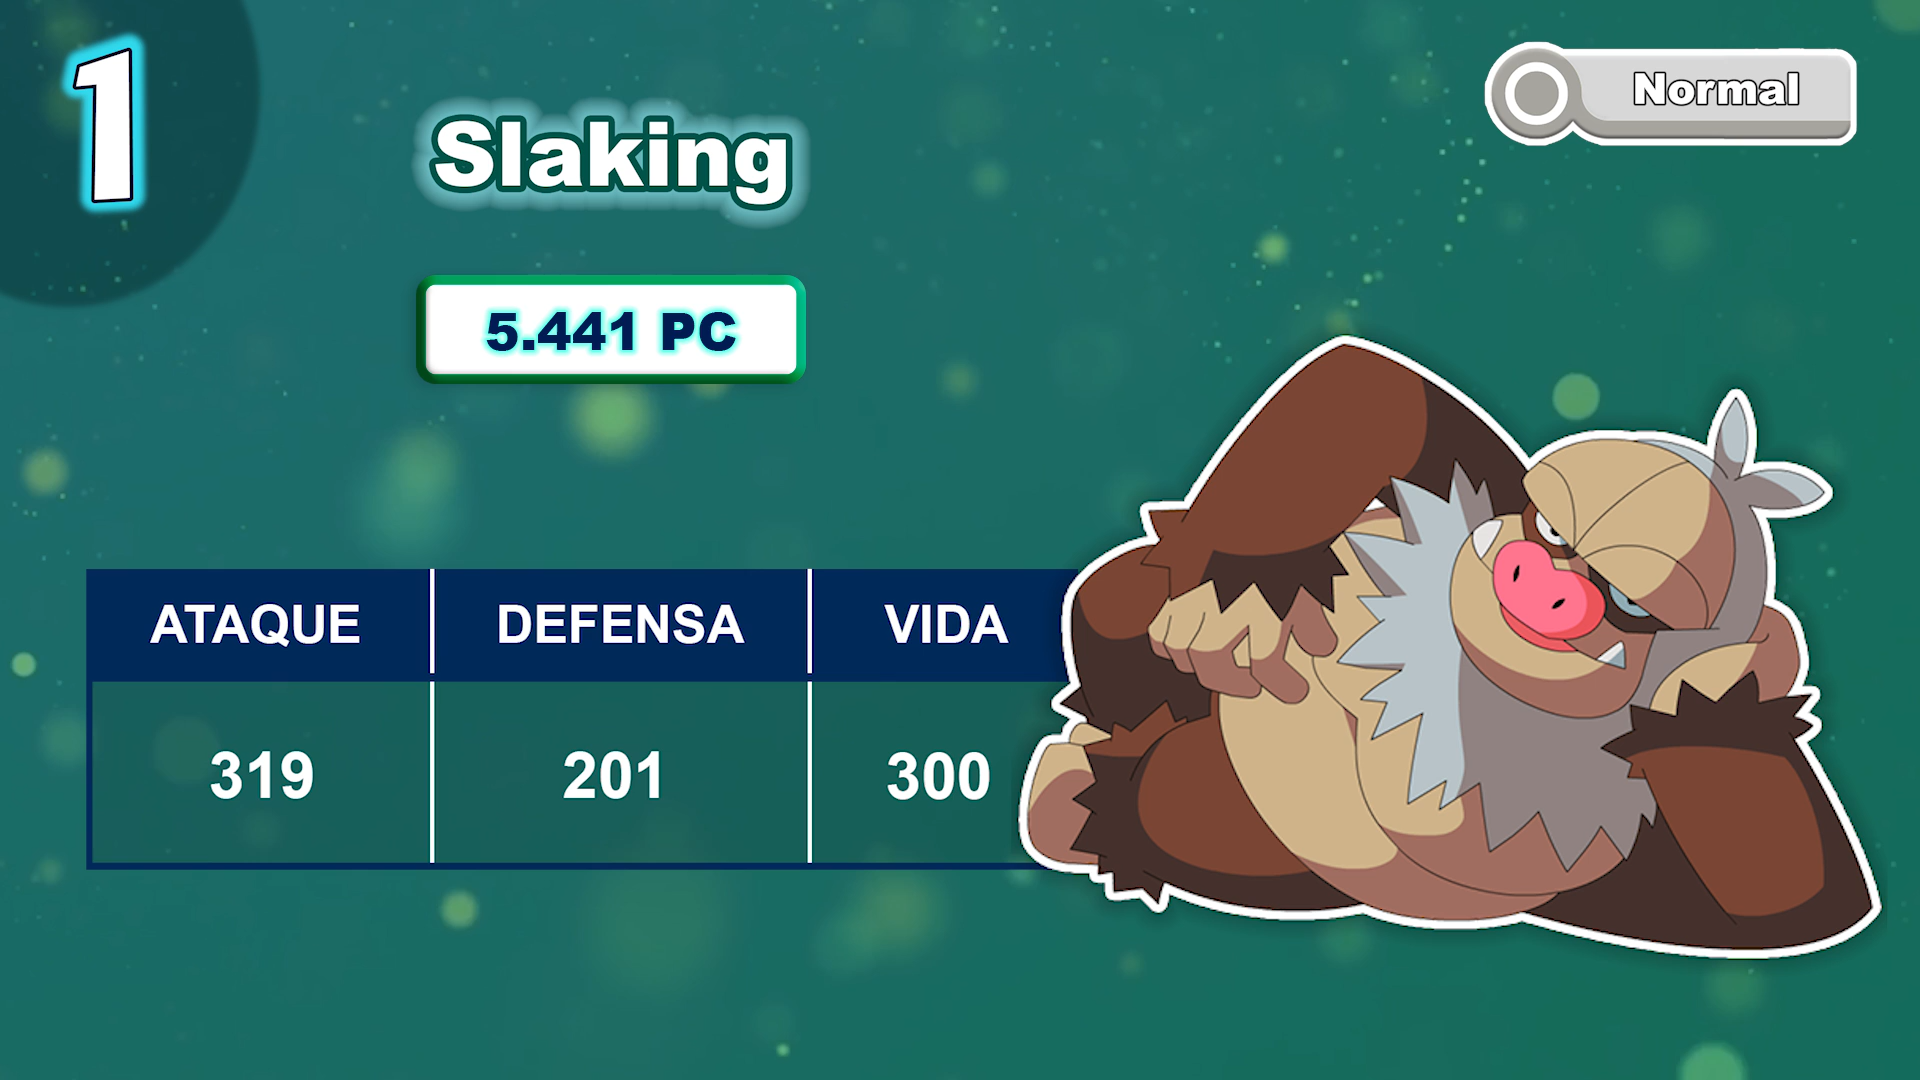 1
Normal
Slaking
5.441 PC
ATAQUE DEFENSA VIDA
319 201 300